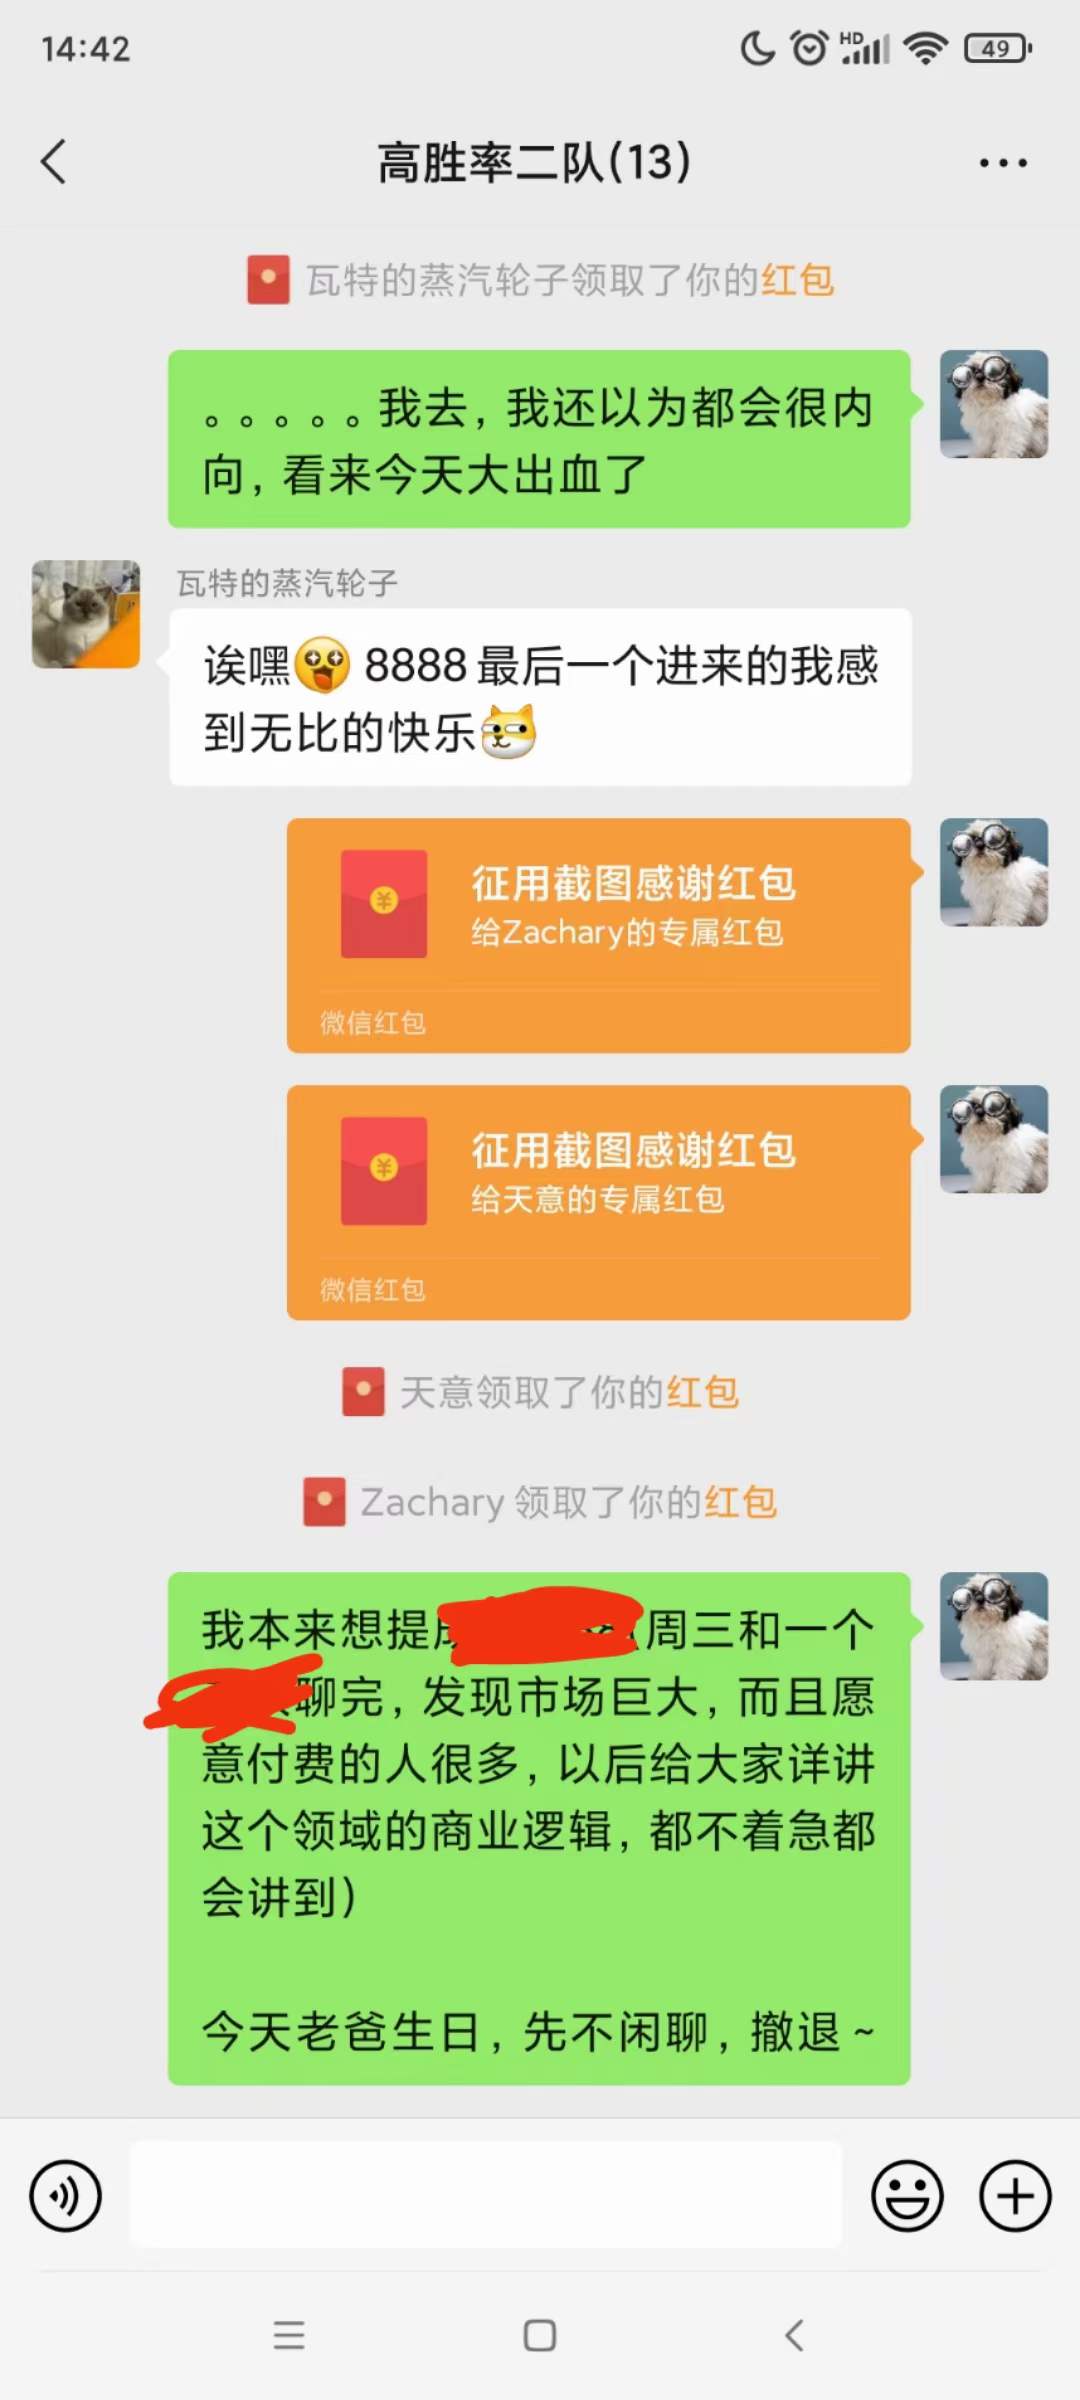 14:42
HD
49
高胜率二队(13)
瓦特的蒸汽轮子领取了你的红包
。。。。。我去，我还以为都会很内
向，看来今天大出血了
瓦特的蒸汽轮子
诶嘿 8888 最后一个进来的我感
到无比的快乐
征用截图感谢红包
给Zachary的专属红包
微信红包
征用截图感谢红包
给天意的专属红包
微信红包
天意领取了你的红包
Zachary 领取了你的红包
我本来想提 (周三和一个
聊完，发现市场巨大，而且愿
意付费的人很多，以后给大家详讲
这个领域的商业逻辑，都不着急都
会讲到)
今天老爸生日，先不闲聊，撤退~